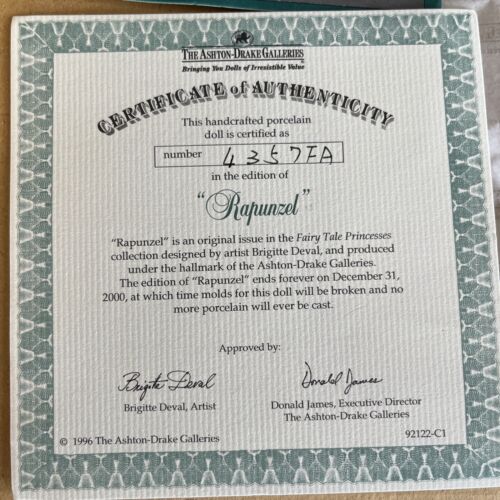 THE ASHTON-DRAKE GALLERIES
Bringing You Dolls of Irresistible Value
CERTIFICATE of AUTHENTICITY
This handcrafted porcelain
doll is certified as
number 4357FA
in the edition of
"Rapunzel"
"Rapunzel" is an original issue in the Fairy Tale Princesses
collection designed by artist Brigitte Deval, and produced
under the hallmark of the Ashton-Drake Galleries.
The edition of "Rapunzel" ends forever on December 31,
2000, at which time molds for this doll will be broken and no
more porcelain will ever be cast.
Approved by:
Brigitte Deval Donald James
Brigitte Deval, Artist Donald James, Executive Director
The Ashton-Drake Galleries
© 1996 The Ashton-Drake Galleries 92122-C1